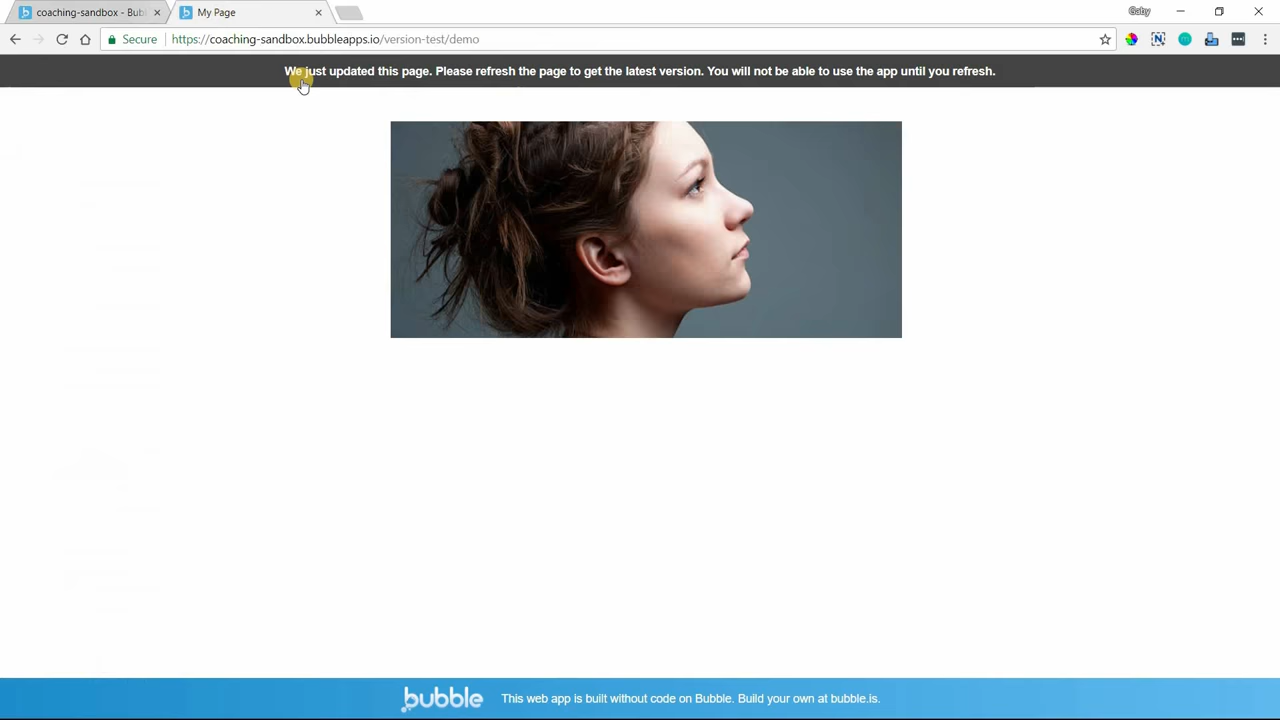 coaching-sandbox - Bub
My Page
Gaby
Secure
https://coaching-sandbox.bubbleapps.io/version-test/demo
We just updated this page. Please refresh the page to get the latest version. You will not be able to use the app until you refresh.
bubble
This web app is built without code on Bubble. Build your own at bubble.is.